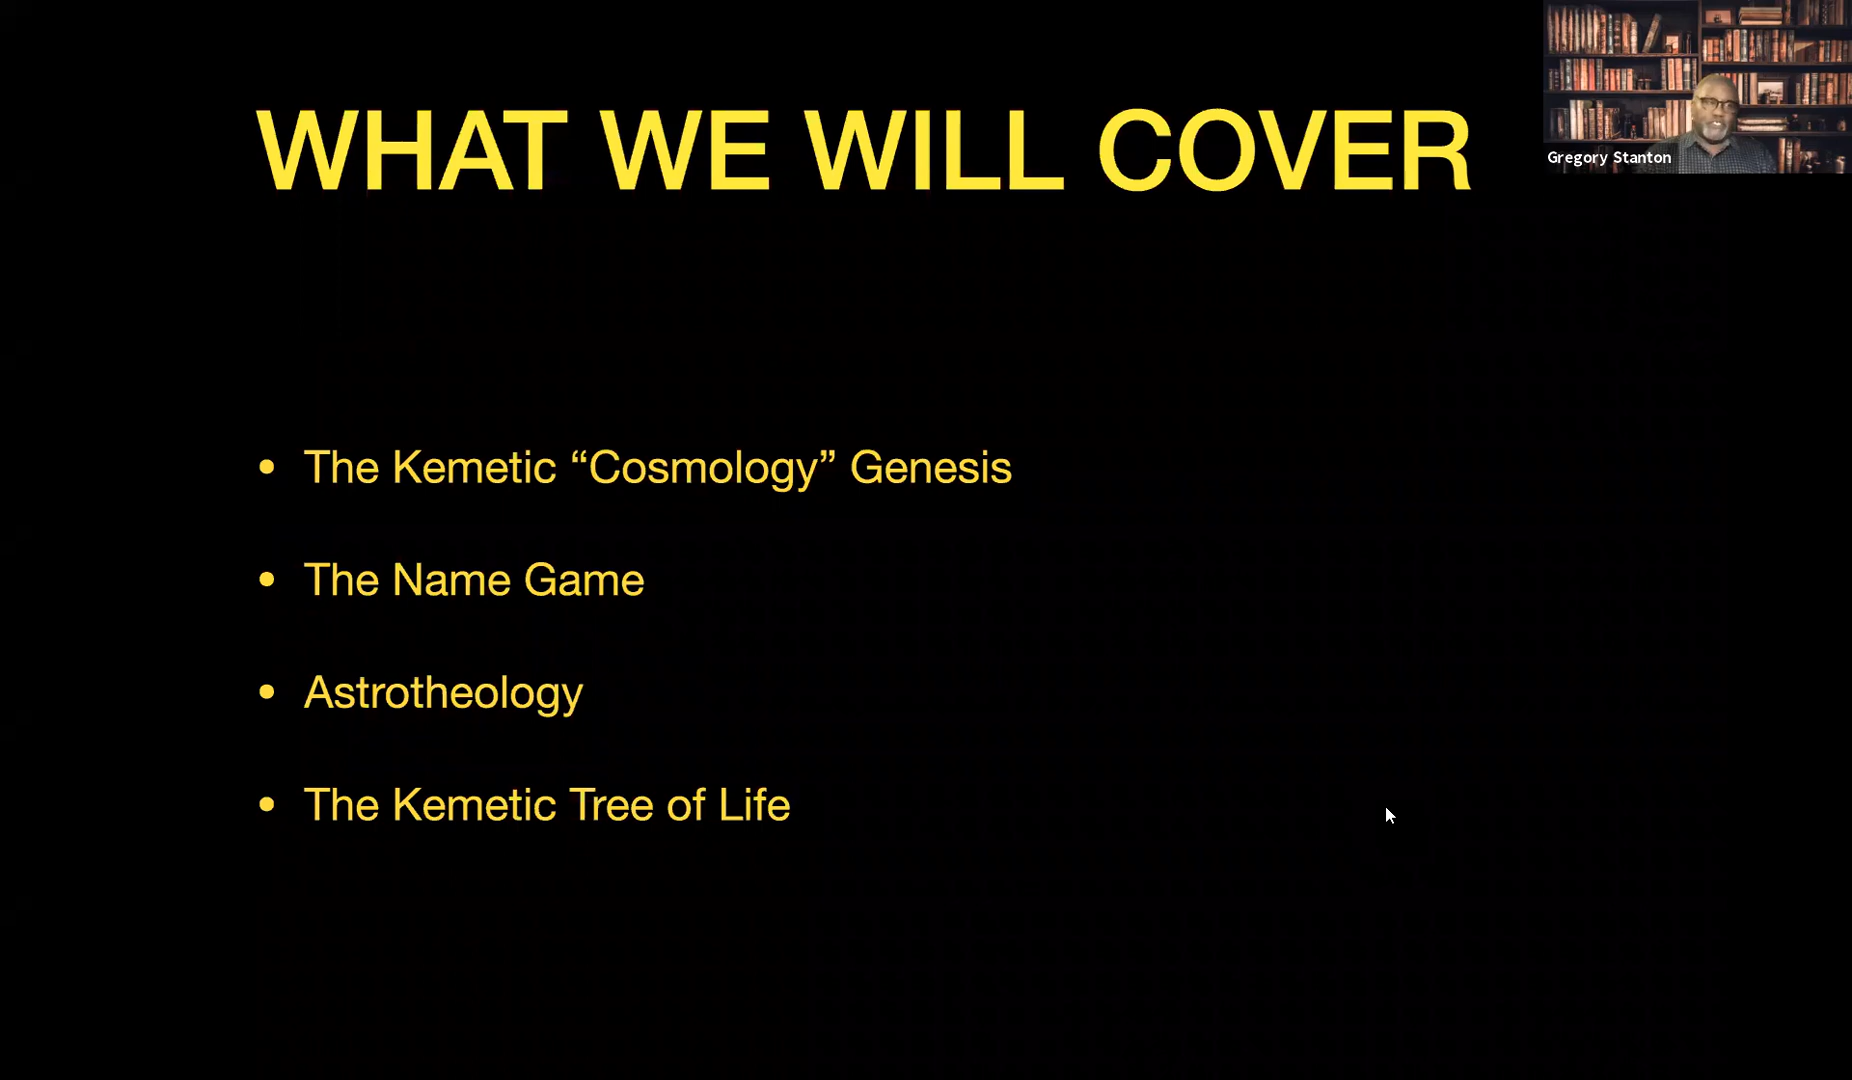 WHAT WE WILL COVER
Gregory Stanton
• The Kemetic “Cosmology” Genesis
• The Name Game
• Astrotheology
• The Kemetic Tree of Life